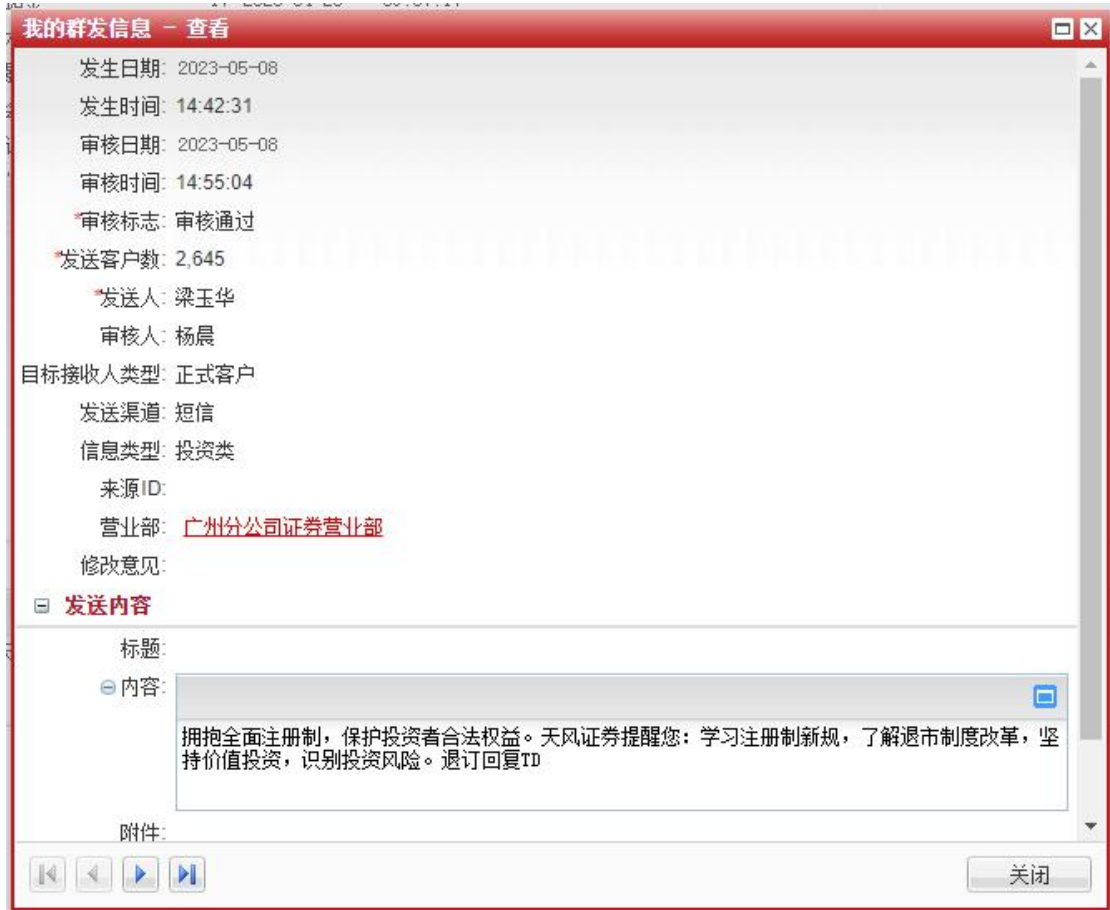 我的群发信息 - 查看
发生日期: 2023-05-08
发生时间: 14:42:31
审核日期: 2023-05-08
审核时间: 14:55:04
*审核标志: 审核通过
*发送客户数: 2,645
*发送人: 梁玉华
审核人: 杨晨
目标接收人类型: 正式客户
发送渠道: 短信
信息类型: 投资类
来源ID:
营业部: 广州分公司证券营业部
修改意见:
发送内容
标题:
内容:
拥抱全面注册制，保护投资者合法权益。天风证券提醒您：学习注册制新规，了解退市制度改革，坚
持价值投资，识别投资风险。退订回复TD
附件:
关闭